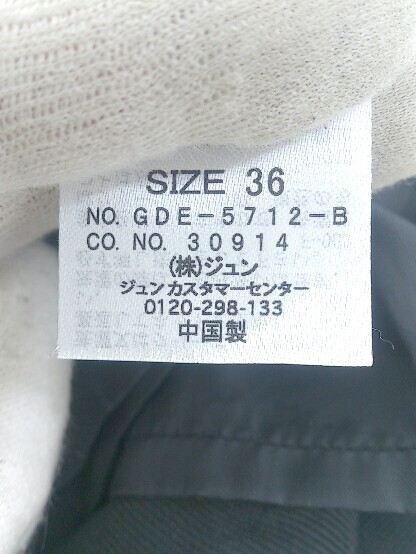 SIZE 36
NO. GDE-5712-B
CO. NO. 30914
(株)ジュン
ジュンカスタマーセンター
0120-298-133
中国製